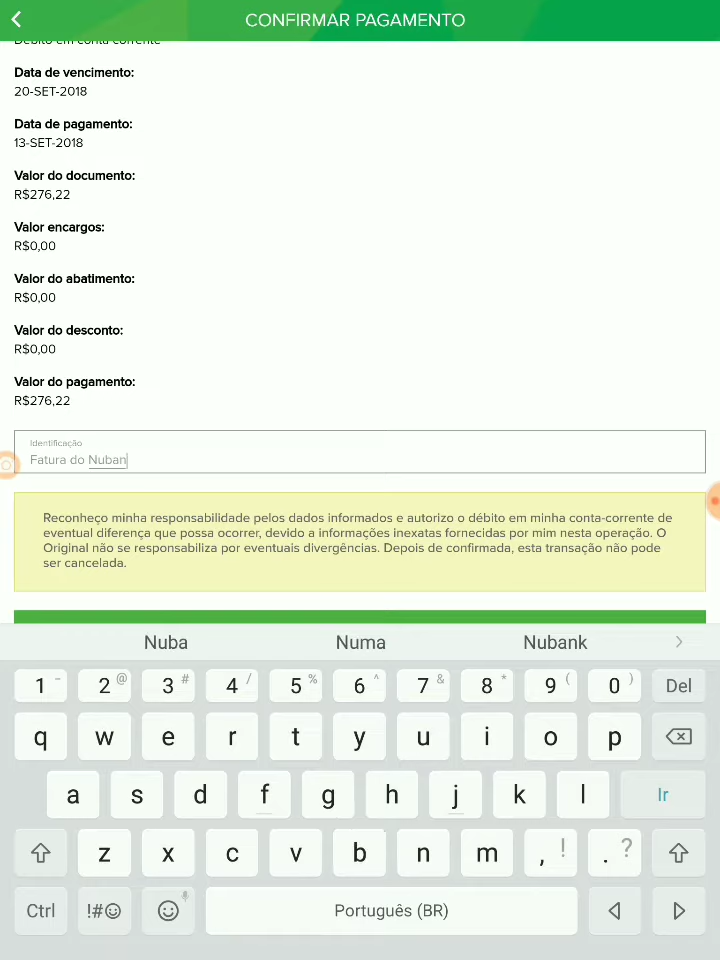 CONFIRMAR PAGAMENTO
Débito em conta corrente
Data de vencimento:
20-SET-2018
Data de pagamento:
13-SET-2018
Valor do documento:
R$276,22
Valor encargos:
R$0,00
Valor do abatimento:
R$0,00
Valor do desconto:
R$0,00
Valor do pagamento:
R$276,22
Identificação
Fatura do Nuban
Reconheço minha responsabilidade pelos dados informados e autorizo o débito em minha conta-corrente de
eventual diferença que possa ocorrer, devido a informações inexatas fornecidas por mim nesta operação. O
Original não se responsabiliza por eventuais divergências. Depois de confirmada, esta transação não pode
ser cancelada.
Nuba Numa Nubank
1 ~ 2 @ 3 # 4 / 5 % 6 ^ 7 & 8 * 9 ( 0 ) Del
q w e r t y u i o p
a s d f g h j k l Ir
z x c v b n m , ! . ?
Ctrl !#☺ Português (BR)